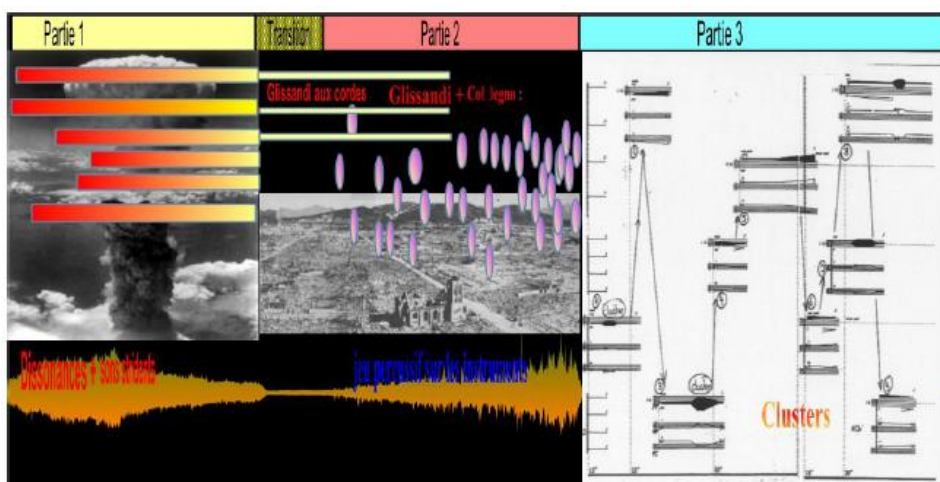 Partie 1
Transition
Partie 2
Partie 3
Glissandi aux cordes
Glissandi + Col legno :
Dissonances + sons stridents
jeu percussif sur les instruments
Clusters